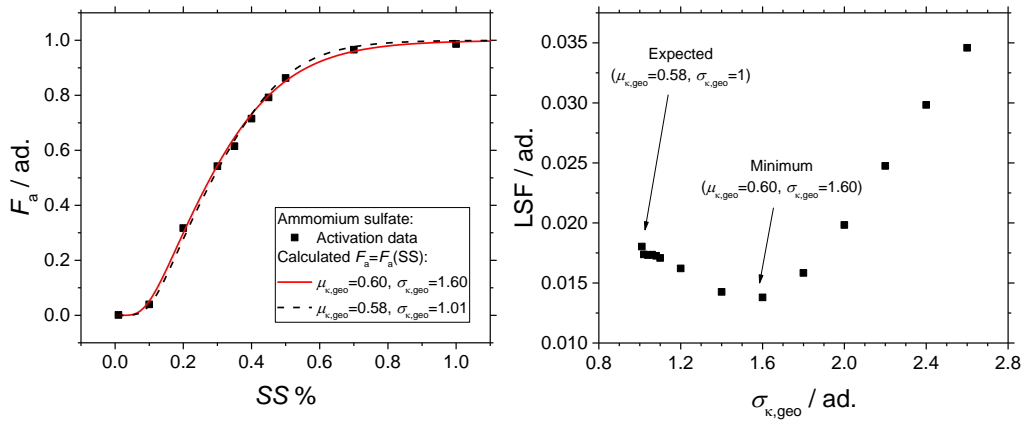 1.0
0.8
0.6
0.4
0.2
0.0
F_a / ad.
Ammomium sulfate:
Activation data
Calculated F_a=F_a(SS):
μ_κ,geo=0.60, σ_κ,geo=1.60
μ_κ,geo=0.58, σ_κ,geo=1.01
0.0 0.2 0.4 0.6 0.8 1.0
SS %
0.035
0.030
0.025
0.020
0.015
0.010
LSF / ad.
Expected
(μ_κ,geo=0.58, σ_κ,geo=1)
Minimum
(μ_κ,geo=0.60, σ_κ,geo=1.60)
0.8 1.2 1.6 2.0 2.4 2.8
σ_κ,geo / ad.